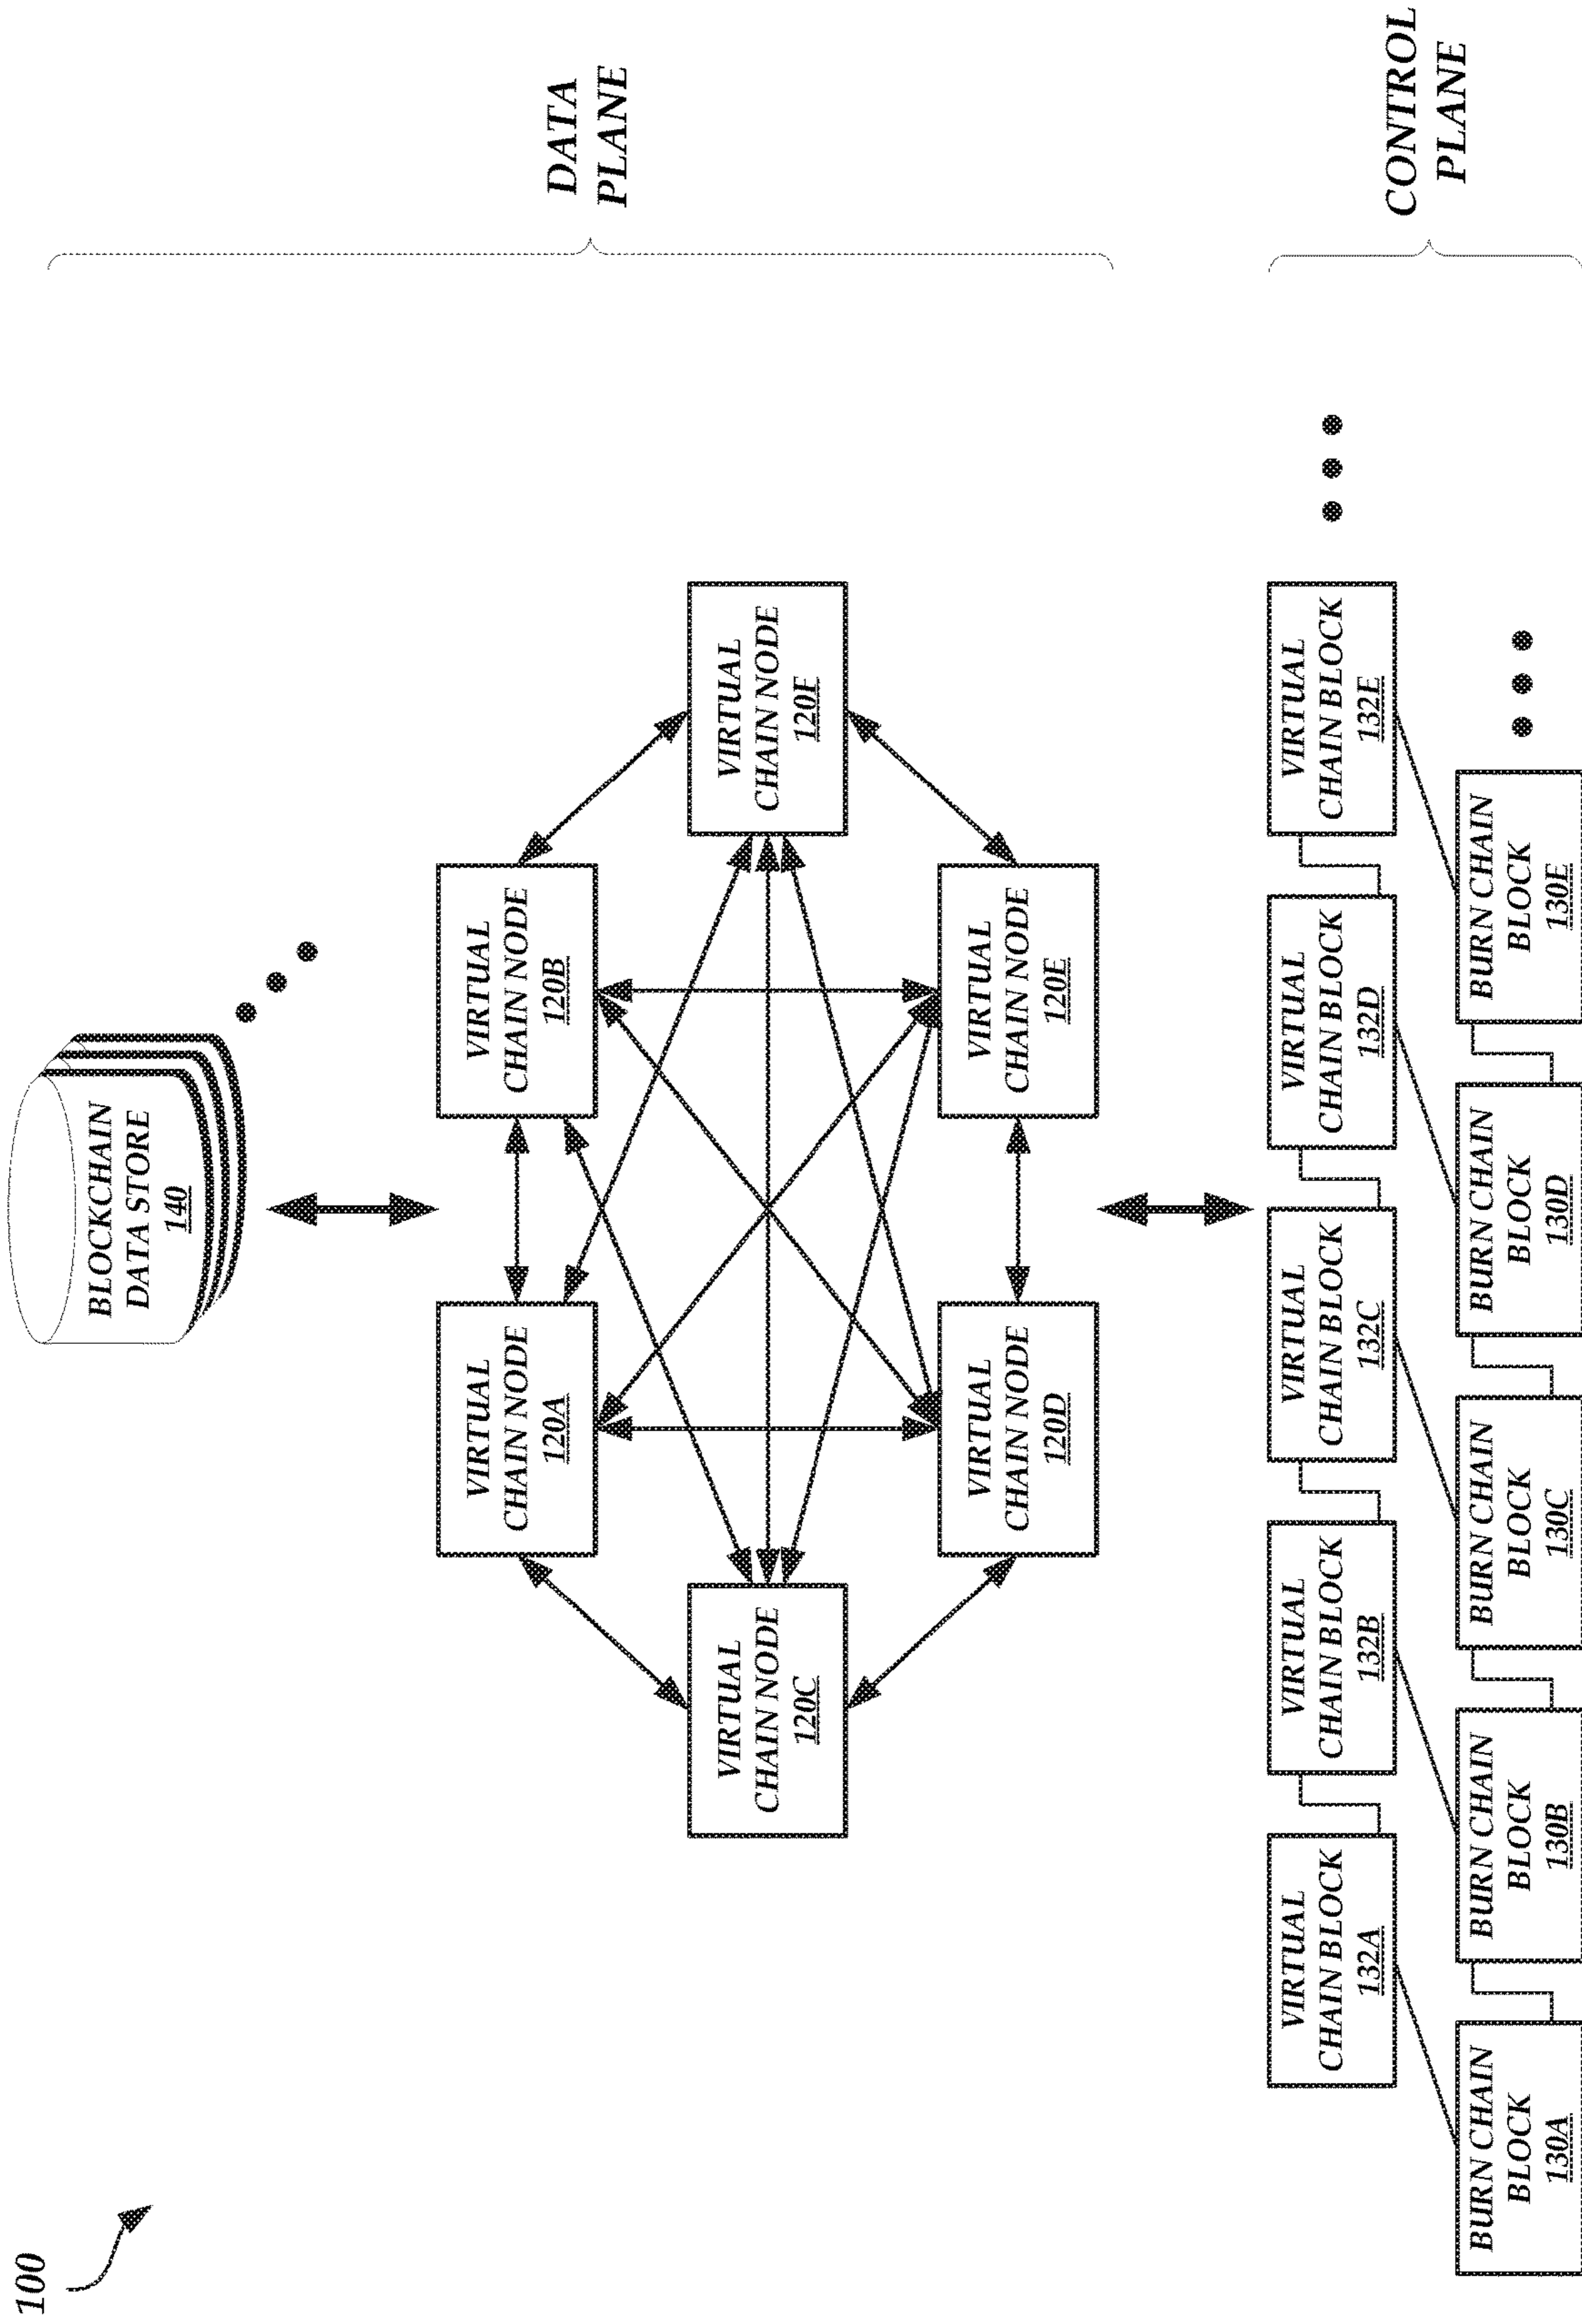 100
BLOCKCHAIN
DATA STORE
140
DATA
PLANE
VIRTUAL
CHAIN NODE
120A
VIRTUAL
CHAIN NODE
120B
VIRTUAL
CHAIN NODE
120C
VIRTUAL
CHAIN NODE
120F
VIRTUAL
CHAIN NODE
120D
VIRTUAL
CHAIN NODE
120E
CONTROL
PLANE
VIRTUAL
CHAIN BLOCK
132A
VIRTUAL
CHAIN BLOCK
132B
VIRTUAL
CHAIN BLOCK
132C
VIRTUAL
CHAIN BLOCK
132D
VIRTUAL
CHAIN BLOCK
132E
BURN CHAIN
BLOCK
130A
BURN CHAIN
BLOCK
130B
BURN CHAIN
BLOCK
130C
BURN CHAIN
BLOCK
130D
BURN CHAIN
BLOCK
130E